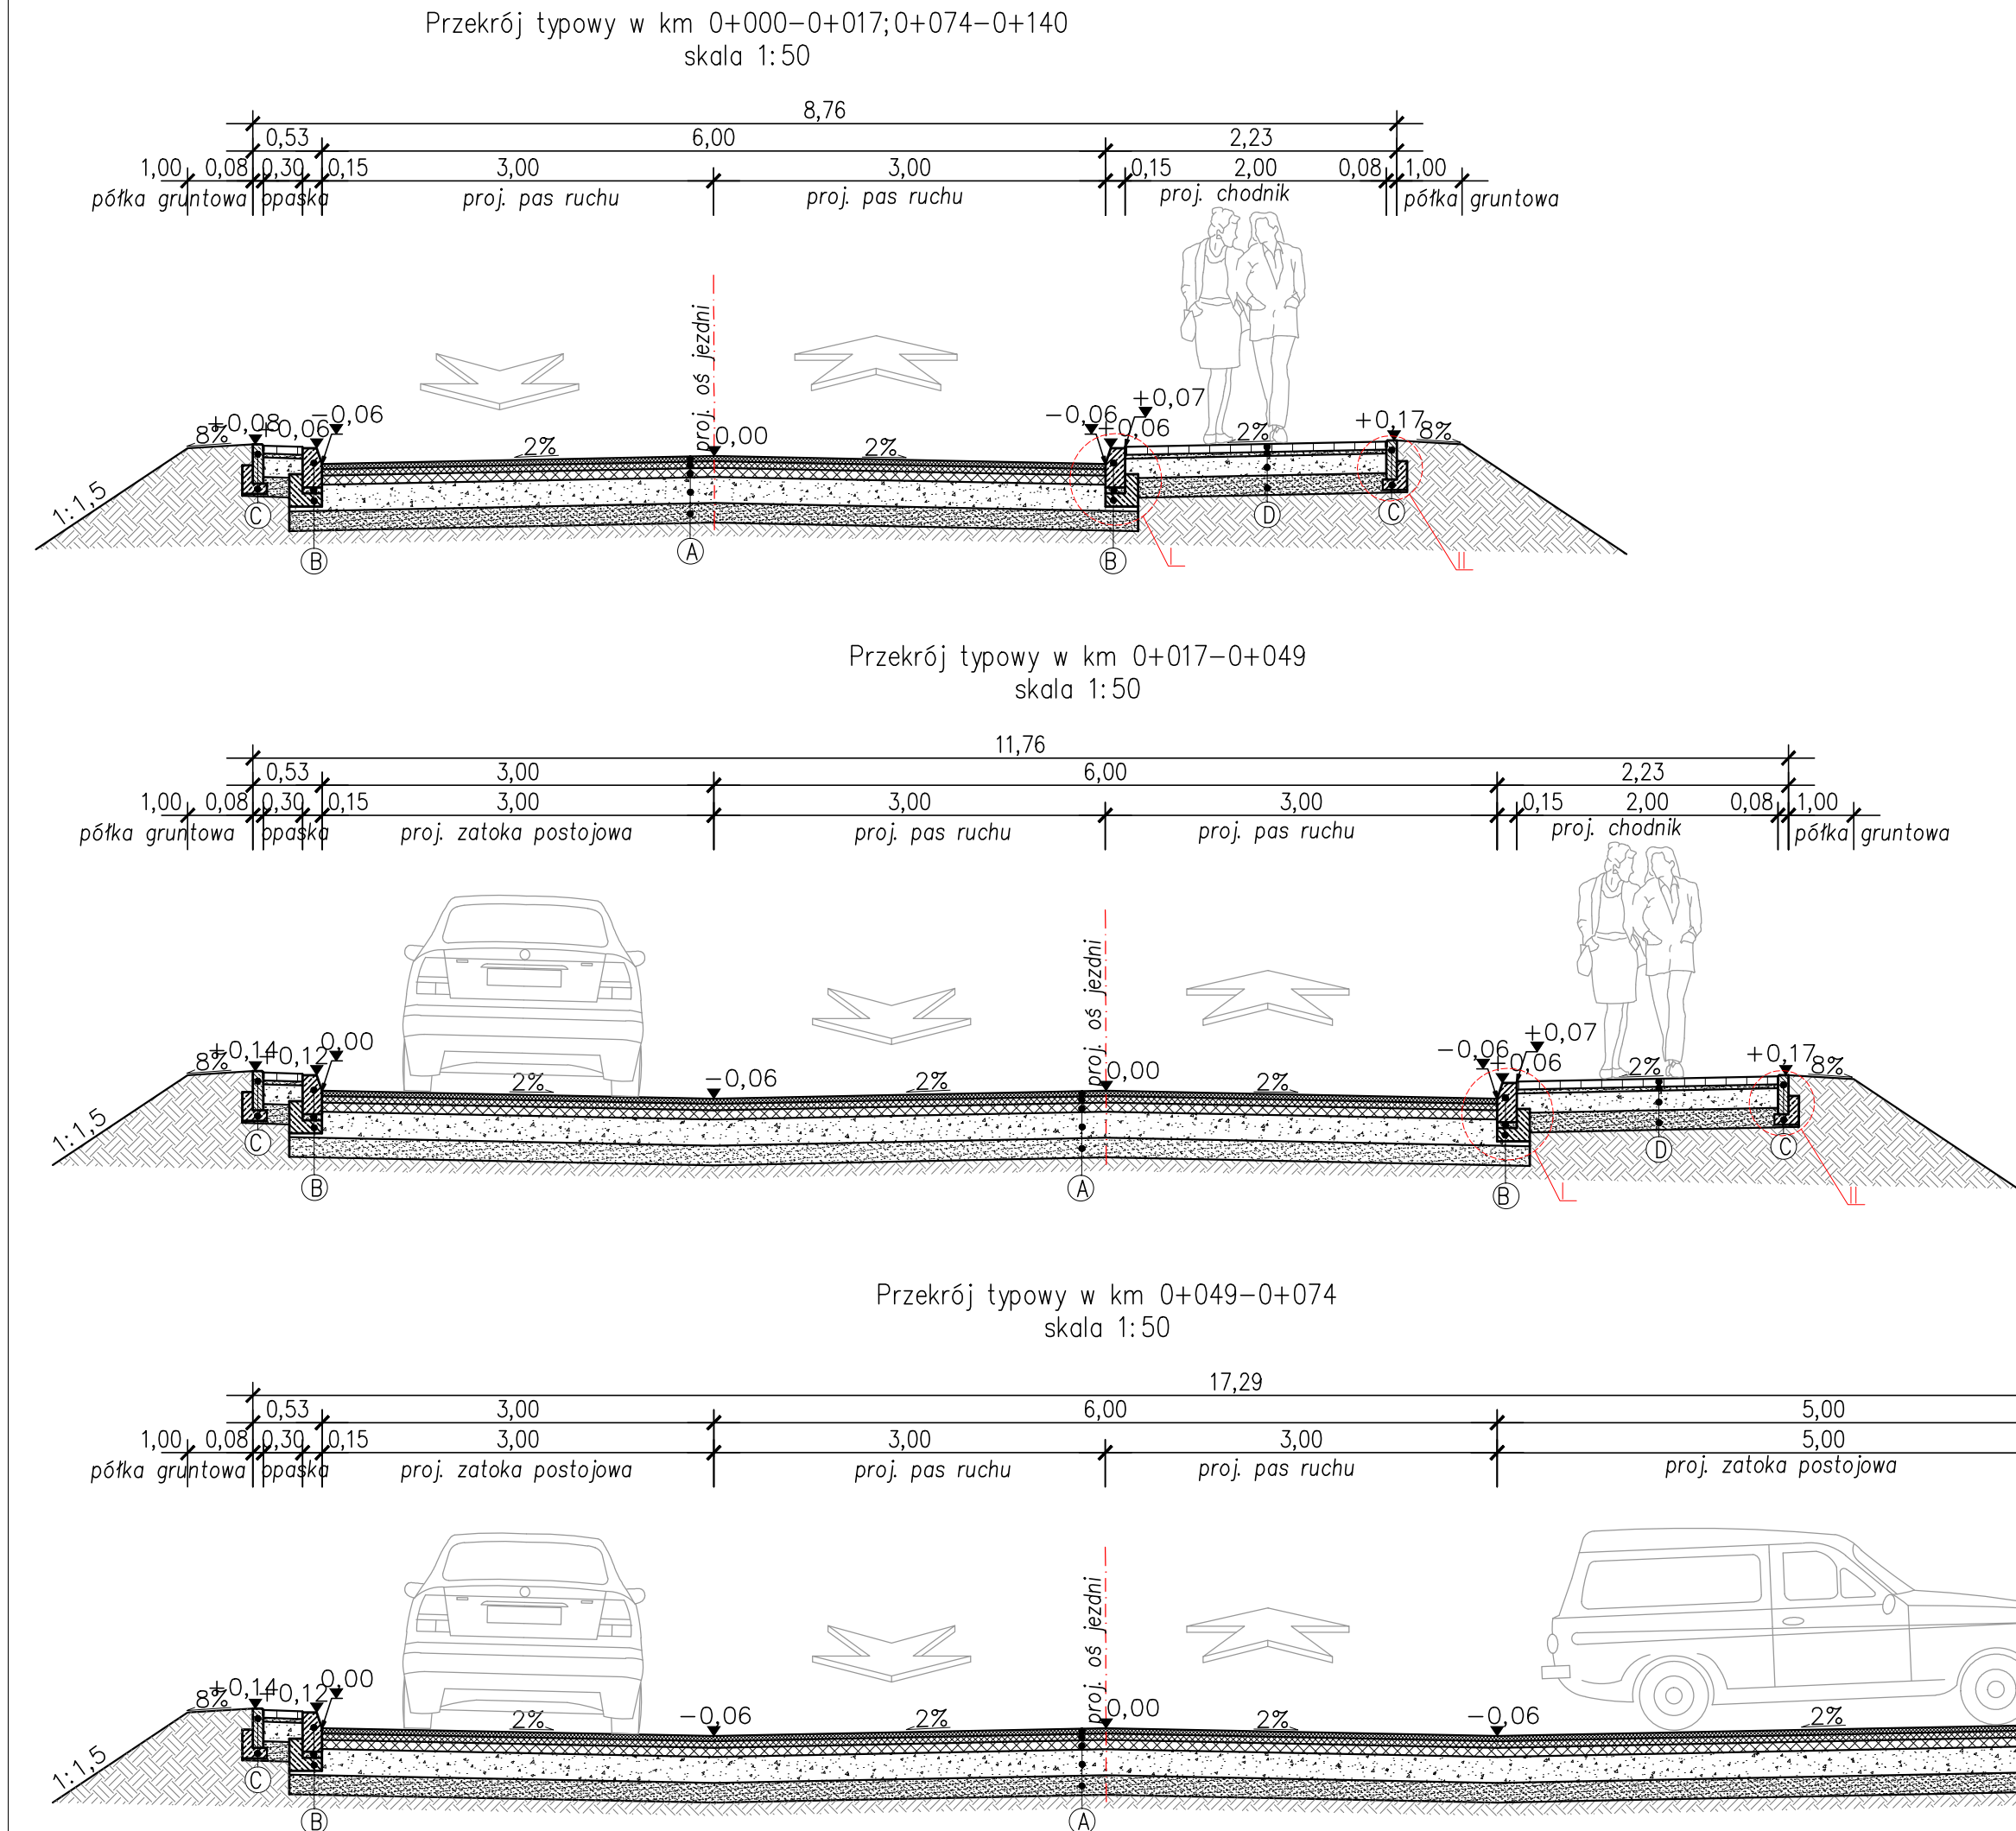 Przekrój typowy w km 0+000-0+017;0+074-0+140
skala 1:50
8,76
0,53 6,00 2,23
1,00 0,08 0,30 0,15 3,00 3,00 0,15 2,00 0,08 1,00
półka gruntowa opaska proj. pas ruchu proj. pas ruchu proj. chodnik półka gruntowa
proj. oś jezdni
+0,08 +0,06 -0,06 0,00 -0,06 +0,06 +0,07 +0,17
8% 2% 2% 2% 8%
1:1,5
C B A B D C
I II
Przekrój typowy w km 0+017-0+049
skala 1:50
11,76
0,53 3,00 6,00 2,23
1,00 0,08 0,30 0,15 3,00 3,00 3,00 0,15 2,00 0,08 1,00
półka gruntowa opaska proj. zatoka postojowa proj. pas ruchu proj. pas ruchu proj. chodnik półka gruntowa
proj. oś jezdni
+0,14 +0,12 0,00 -0,06 0,00 -0,06 +0,06 +0,07 +0,17
8% 2% 2% 2% 2% 8%
1:1,5
C B A B D C
I II
Przekrój typowy w km 0+049-0+074
skala 1:50
17,29
0,53 3,00 6,00 5,00
1,00 0,08 0,30 0,15 3,00 3,00 3,00 5,00
półka gruntowa opaska proj. zatoka postojowa proj. pas ruchu proj. pas ruchu proj. zatoka postojowa
proj. oś jezdni
+0,14 +0,12 0,00 -0,06 0,00 -0,06
8% 2% 2% 2% 2%
1:1,5
C B A